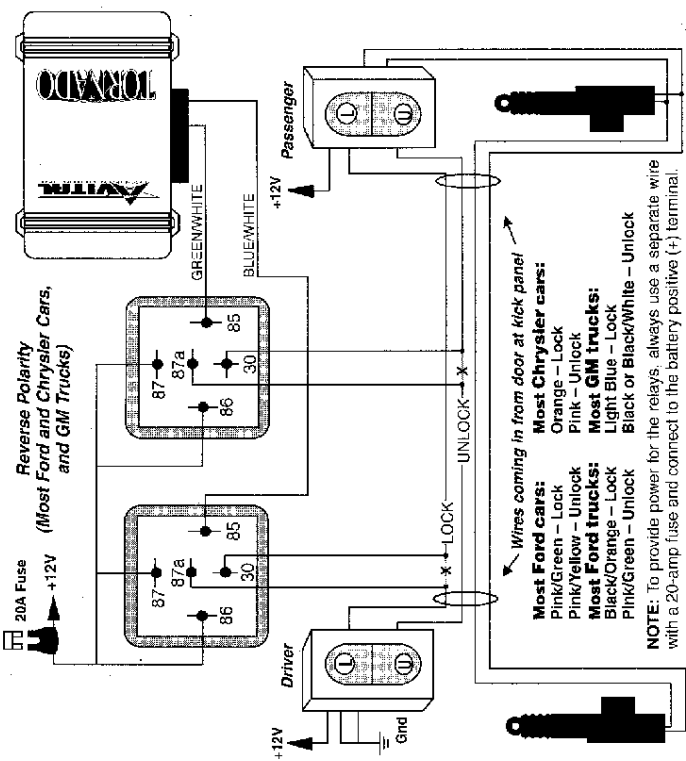 Reverse Polarity
(Most Ford and Chrysler Cars,
and GM Trucks)
20A Fuse
+12V
AVITAL
TORNADO
GREEN/WHITE
BLUE/WHITE
87
87a
86
85
30
87
87a
86
85
30
Driver
L
U
+12V
Gnd
Passenger
L
U
+12V
LOCK
UNLOCK
x
x
Wires coming in from door at kick panel
Most Ford cars:
Pink/Green – Lock
Pink/Yellow – Unlock
Most Ford trucks:
Black/Orange – Lock
Pink/Green – Unlock
Most Chrysler cars:
Orange – Lock
Pink – Unlock
Most GM trucks:
Light Blue – Lock
Black or Black/White – Unlock
NOTE: To provide power for the relays, always use a separate wire
with a 20-amp fuse and connect to the battery positive (+) terminal.